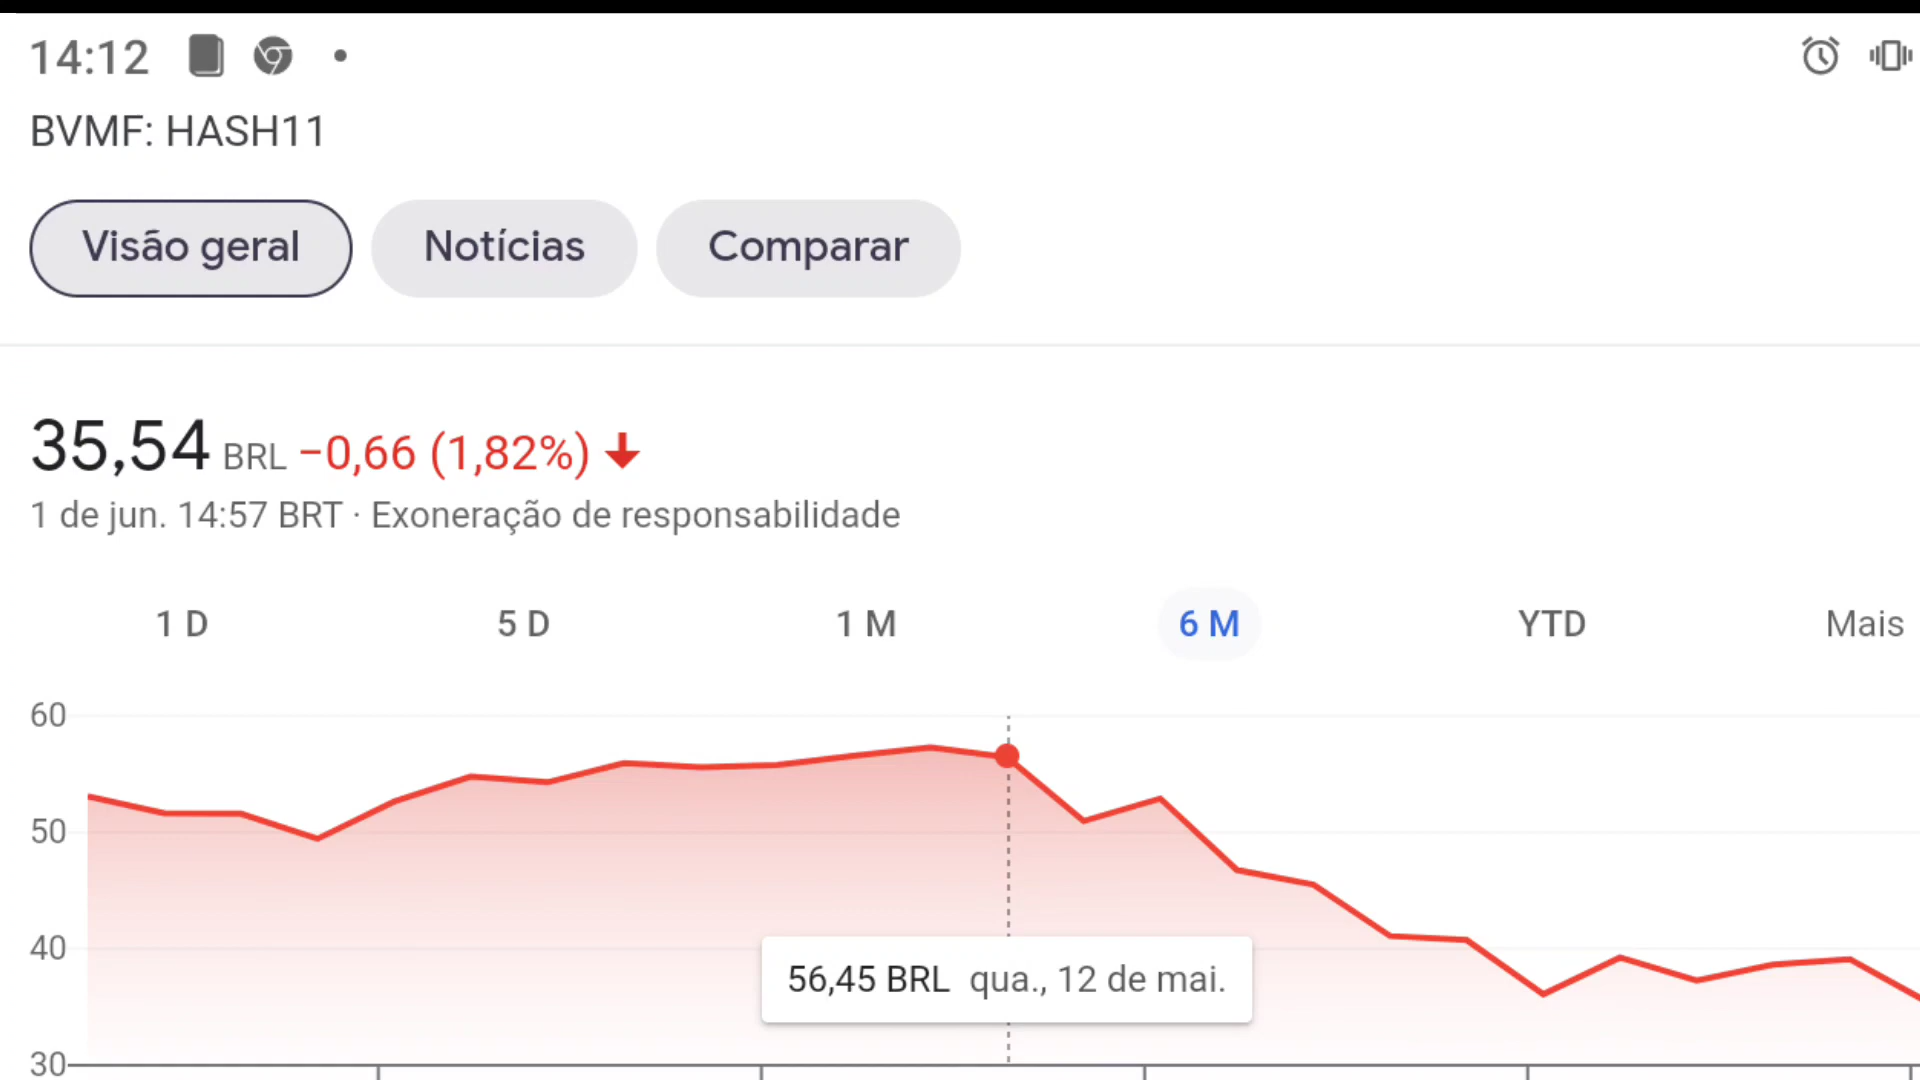 14:12
BVMF: HASH11
Visão geral Notícias Comparar
35,54 BRL −0,66 (1,82%)
1 de jun. 14:57 BRT · Exoneração de responsabilidade
1 D 5 D 1 M 6 M YTD Mais
60
50
40
56,45 BRL qua., 12 de mai.
30